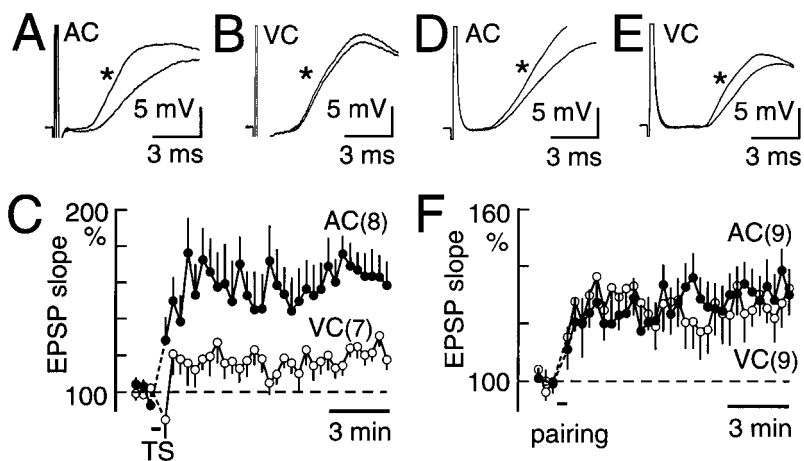 A AC * 5 mV 3 ms
B VC * 5 mV 3 ms
D AC * 5 mV 3 ms
E VC * 5 mV 3 ms
C
200
%
EPSP slope
100
AC(8)
VC(7)
TS
3 min
F
160
%
EPSP slope
100
AC(9)
VC(9)
pairing
3 min